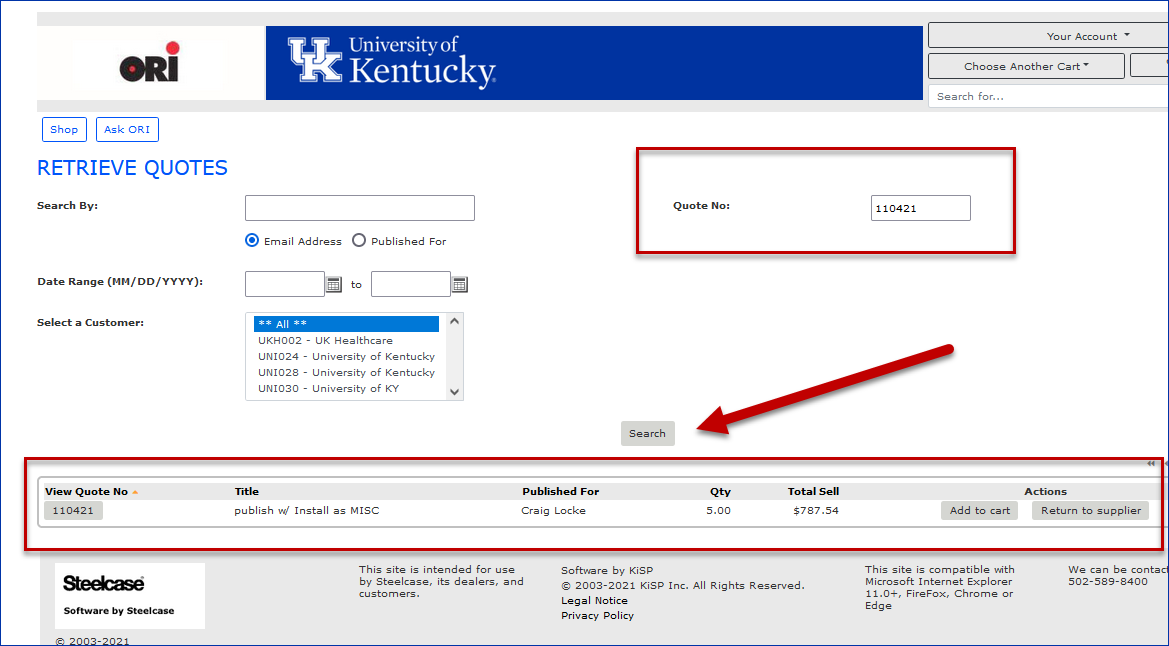 ORI
UK University of Kentucky
Your Account
Choose Another Cart
Search for...
Shop
Ask ORI
RETRIEVE QUOTES
Search By:
Email Address
Published For
Quote No:
110421
Date Range (MM/DD/YYYY):
to
Select a Customer:
** All **
UKH002 - UK Healthcare
UNI024 - University of Kentucky
UNI028 - University of Kentucky
UNI030 - University of KY
Search
View Quote No Title Published For Qty Total Sell Actions
110421 publish w/ Install as MISC Craig Locke 5.00 $787.54 Add to cart Return to supplier
Steelcase
Software by Steelcase
© 2003-2021
This site is intended for use
by Steelcase, its dealers, and
customers.
Software by KiSP
© 2003-2021 KiSP Inc. All Rights Reserved.
Legal Notice
Privacy Policy
This site is compatible with
Microsoft Internet Explorer
11.0+, FireFox, Chrome or
Edge
We can be contact
502-589-8400